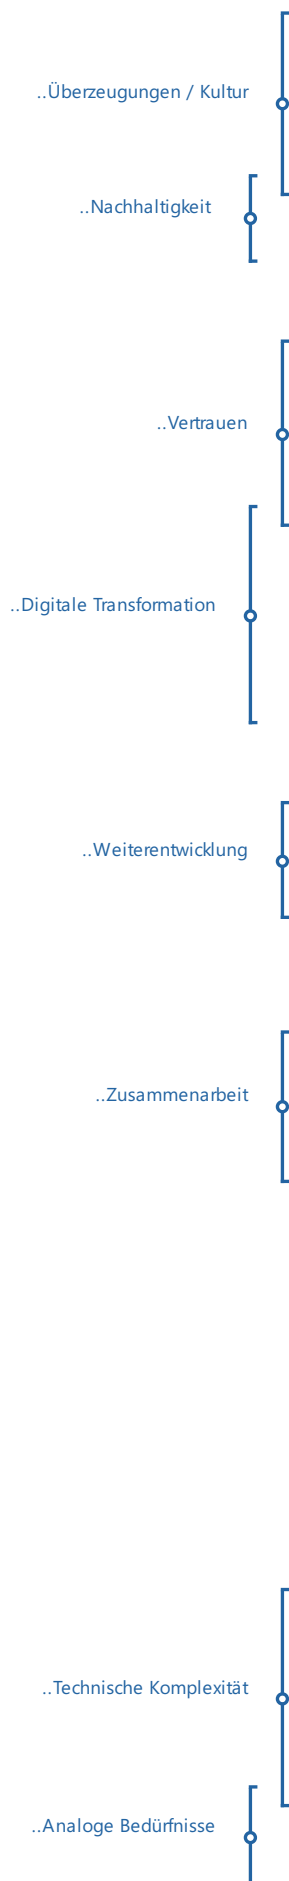 ..Überzeugungen / Kultur
..Nachhaltigkeit
..Vertrauen
..Digitale Transformation
..Weiterentwicklung
..Zusammenarbeit
..Technische Komplexität
..Analoge Bedürfnisse